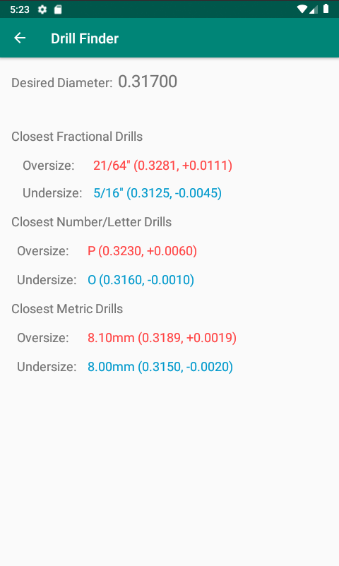 5:23
Drill Finder
Desired Diameter: 0.31700
Closest Fractional Drills
Oversize: 21/64" (0.3281, +0.0111)
Undersize: 5/16" (0.3125, -0.0045)
Closest Number/Letter Drills
Oversize: P (0.3230, +0.0060)
Undersize: O (0.3160, -0.0010)
Closest Metric Drills
Oversize: 8.10mm (0.3189, +0.0019)
Undersize: 8.00mm (0.3150, -0.0020)